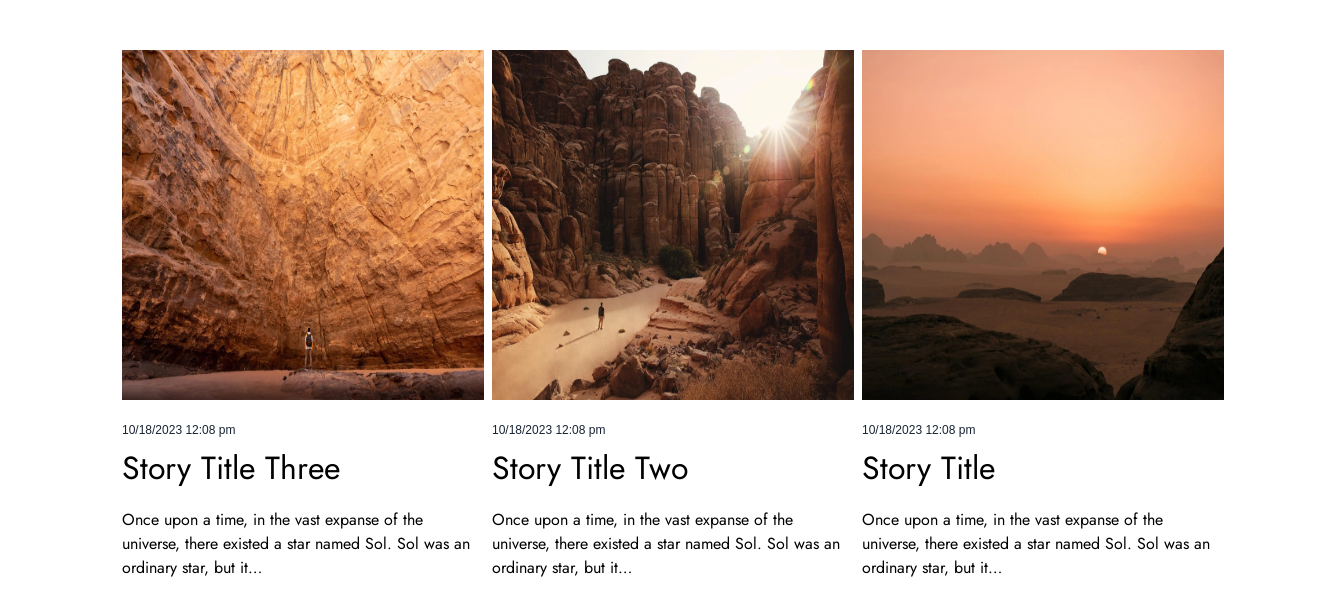 10/18/2023 12:08 pm
Story Title Three
Once upon a time, in the vast expanse of the
universe, there existed a star named Sol. Sol was an
ordinary star, but it...
10/18/2023 12:08 pm
Story Title Two
Once upon a time, in the vast expanse of the
universe, there existed a star named Sol. Sol was an
ordinary star, but it...
10/18/2023 12:08 pm
Story Title
Once upon a time, in the vast expanse of the
universe, there existed a star named Sol. Sol was an
ordinary star, but it...